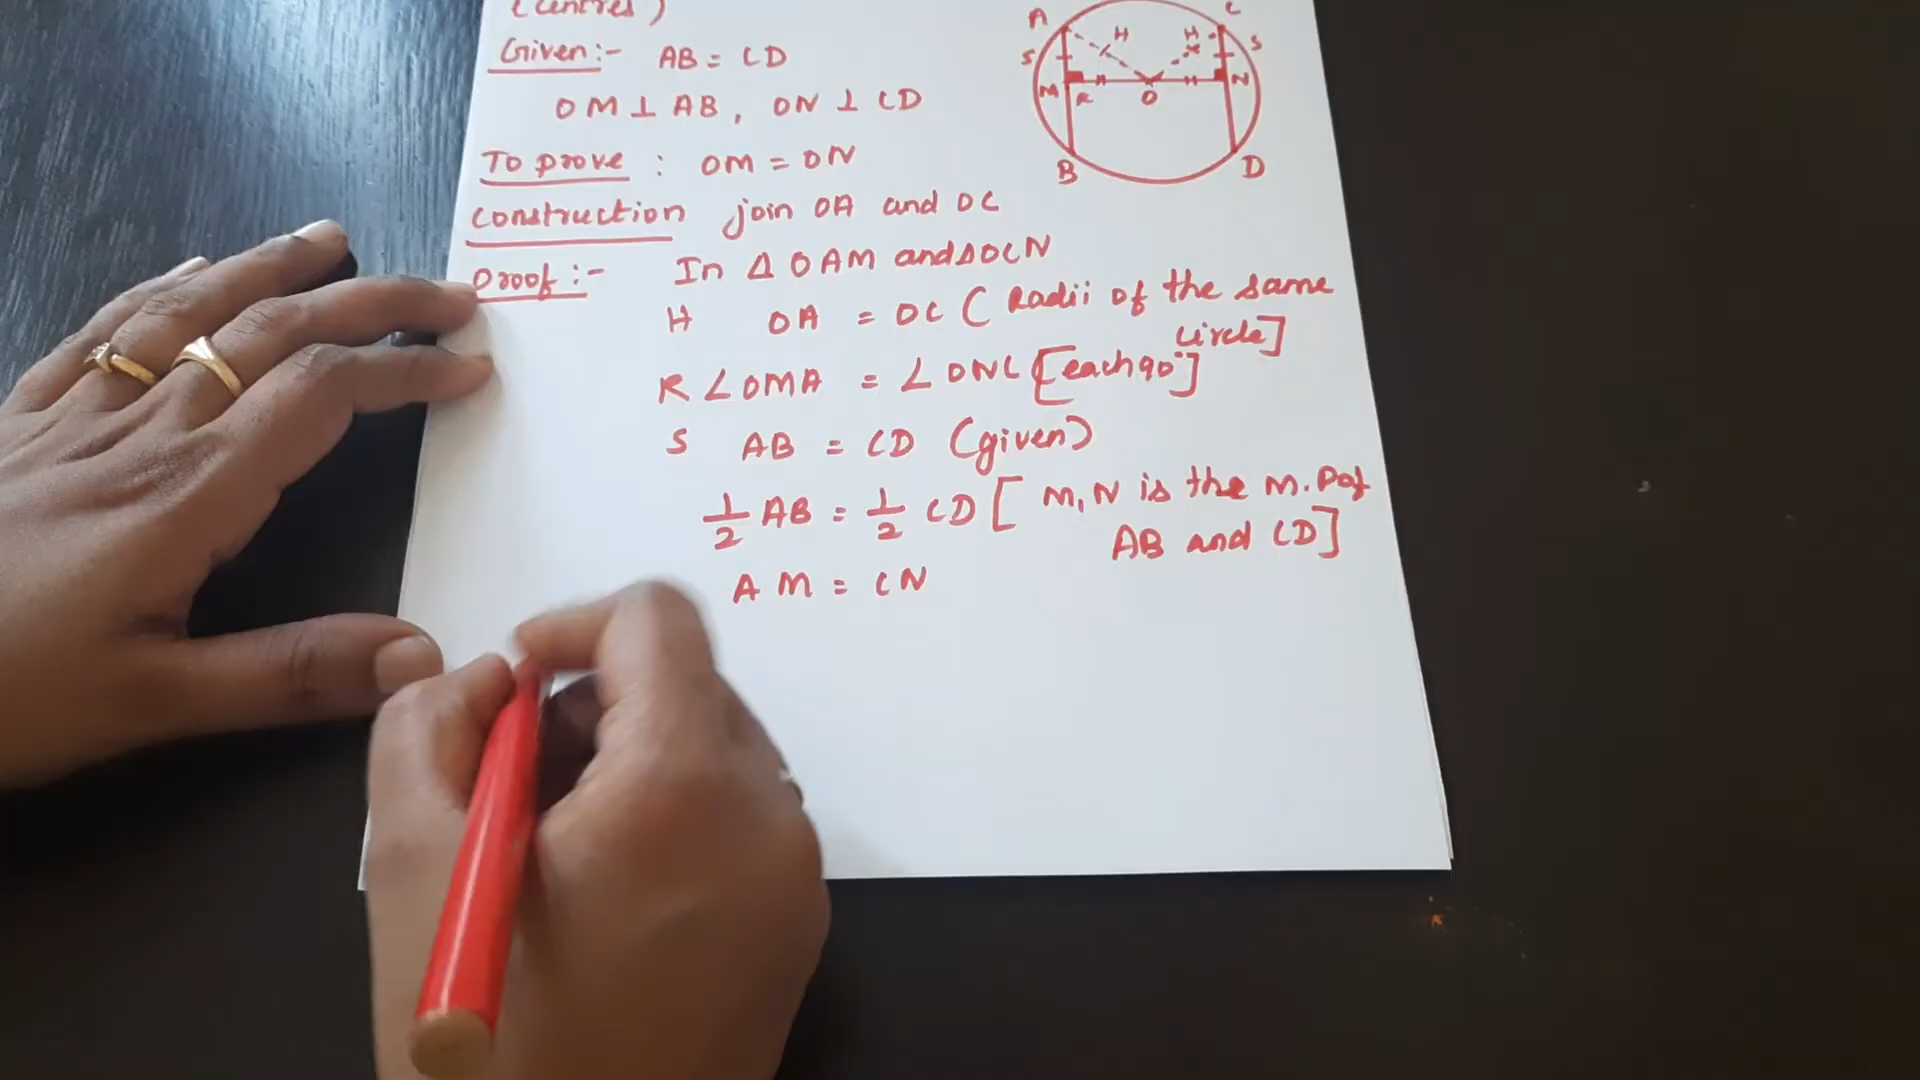 (centres)
Given:- AB = CD
OM ⊥ AB, ON ⊥ CD
To prove : OM = ON
Construction join OA and OC
Proof:- In Δ OAM and Δ OCN
H OA = OC ( Radii of the same
circle]
R ∠OMA = ∠ONC [each 90°]
S AB = CD (given)
1/2 AB = 1/2 CD [ M, N is the m.p of
AB and CD]
AM = CN
A C
H H
S S
M R O N
B D